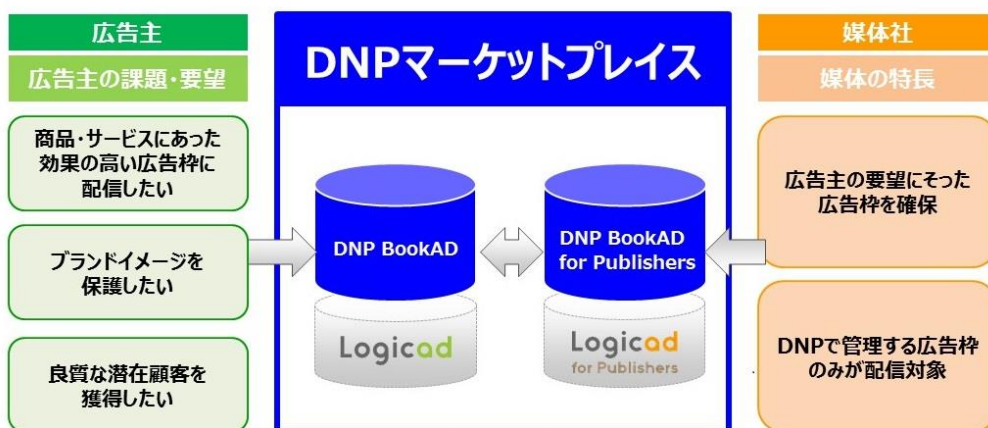 広告主
広告主の課題・要望
商品・サービスにあった
効果の高い広告枠に
配信したい
ブランドイメージを
保護したい
良質な潜在顧客を
獲得したい
DNPマーケットプレイス
DNP BookAD
Logicad
DNP BookAD
for Publishers
Logicad
for Publishers
媒体社
媒体の特長
広告主の要望にそった
広告枠を確保
DNPで管理する広告枠
のみが配信対象